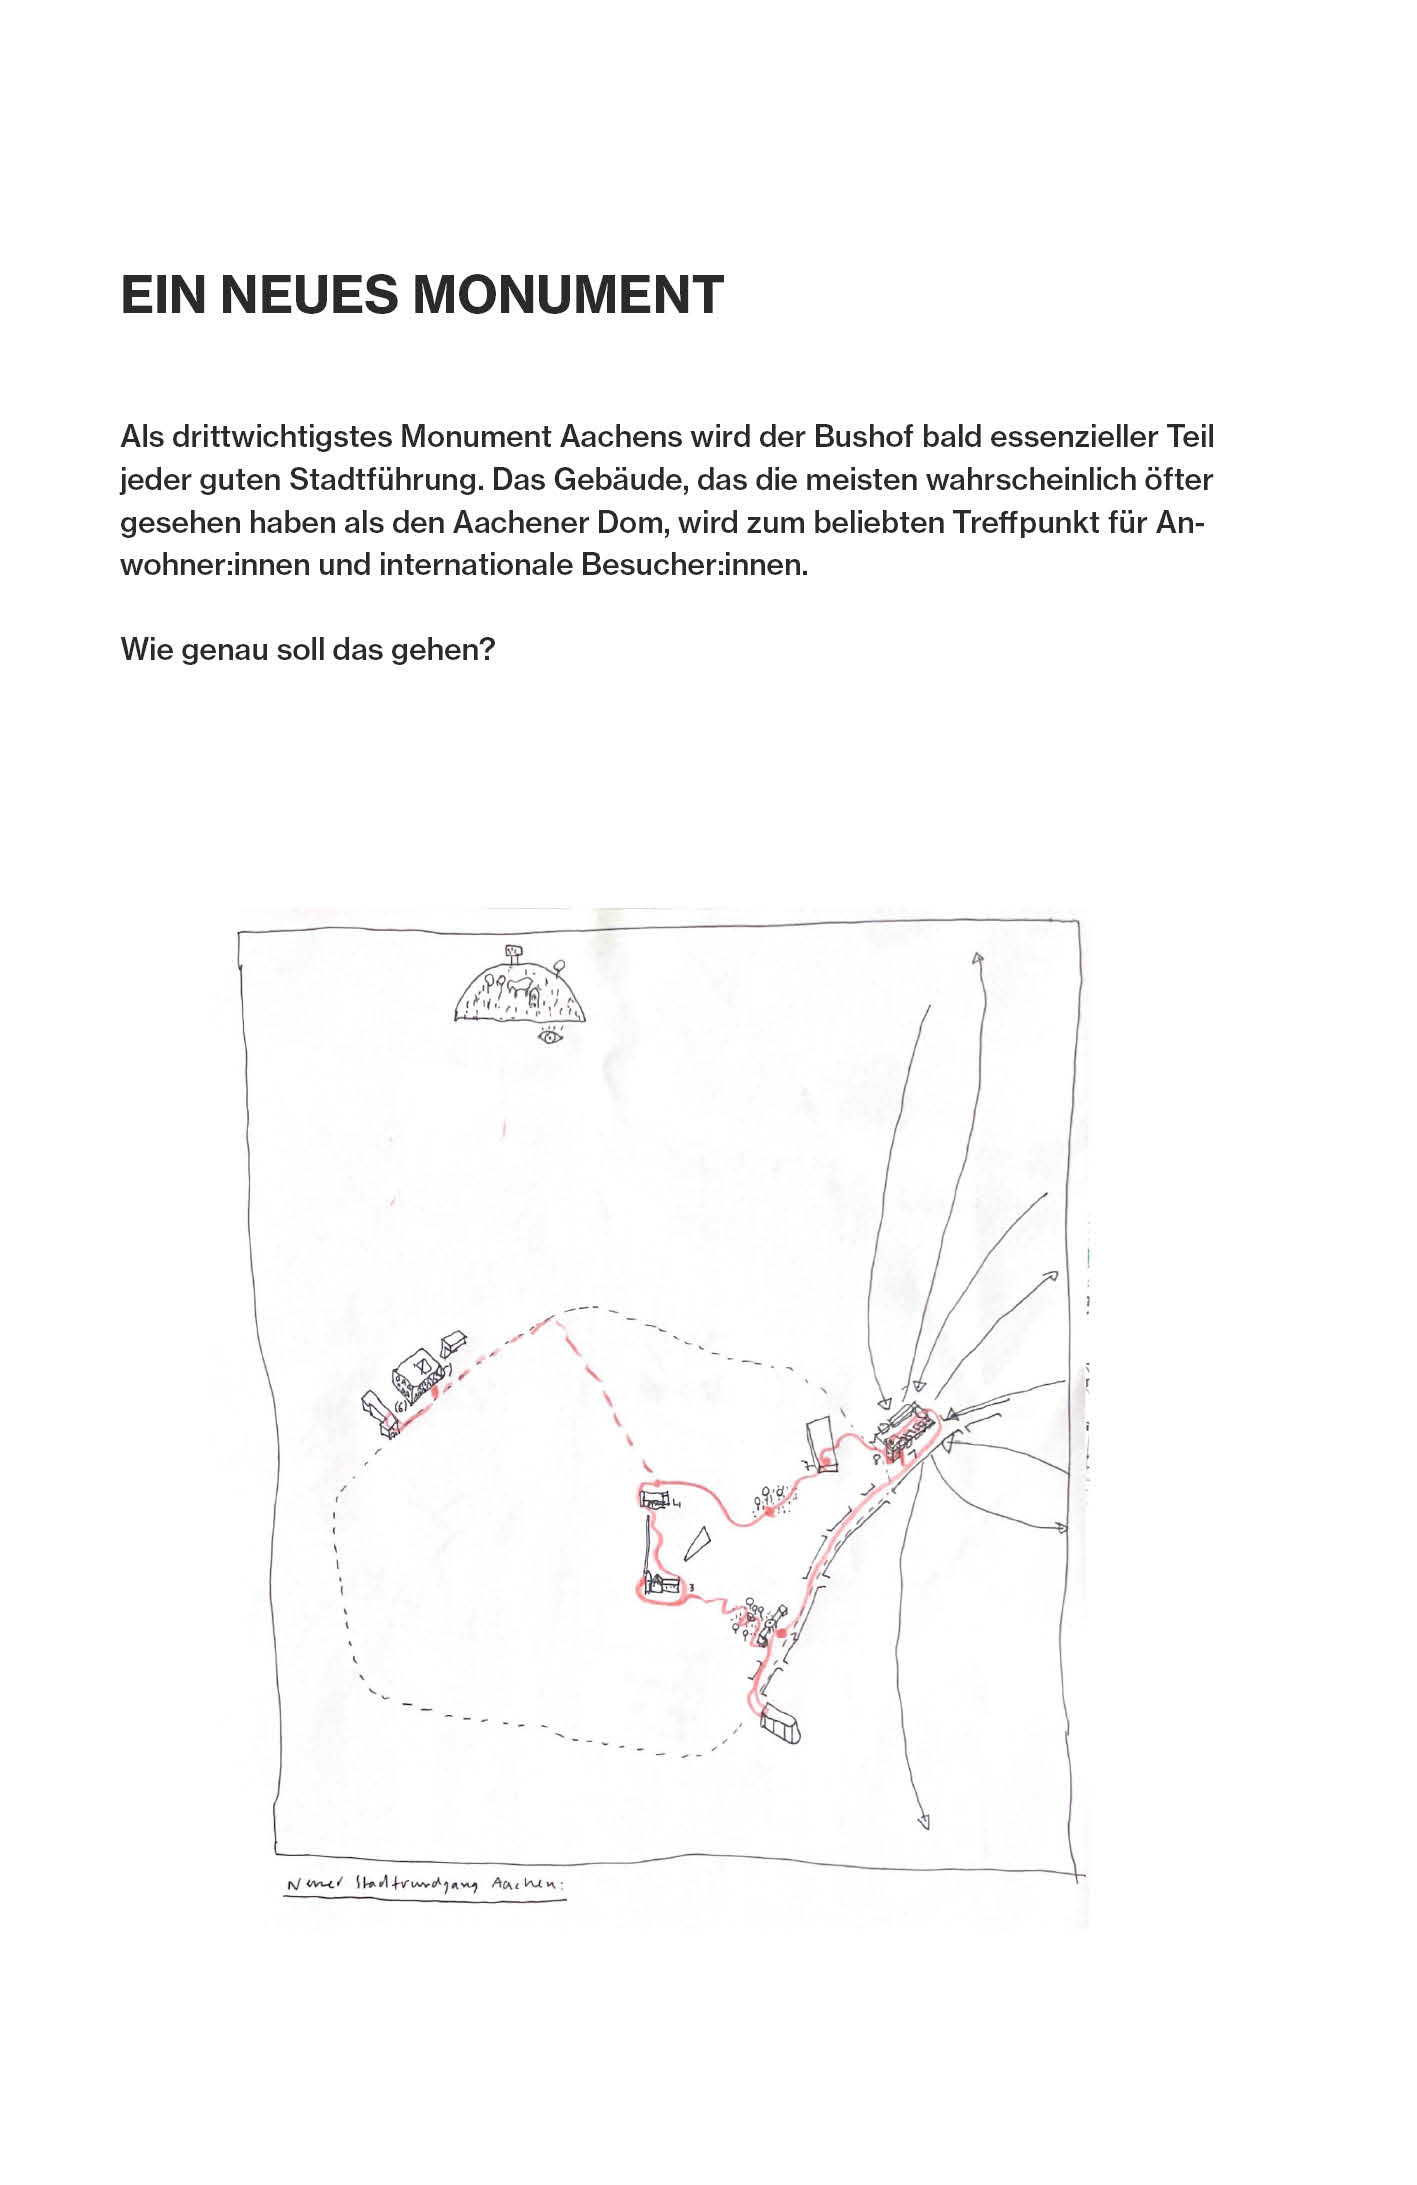 EIN NEUES MONUMENT
Als drittwichtigstes Monument Aachens wird der Bushof bald essenzieller Teil
jeder guten Stadtführung. Das Gebäude, das die meisten wahrscheinlich öfter
gesehen haben als den Aachener Dom, wird zum beliebten Treffpunkt für An-
wohner:innen und internationale Besucher:innen.
Wie genau soll das gehen?
(6)
7
8
4
3
2
Neuer Stadtrundgang Aachen: